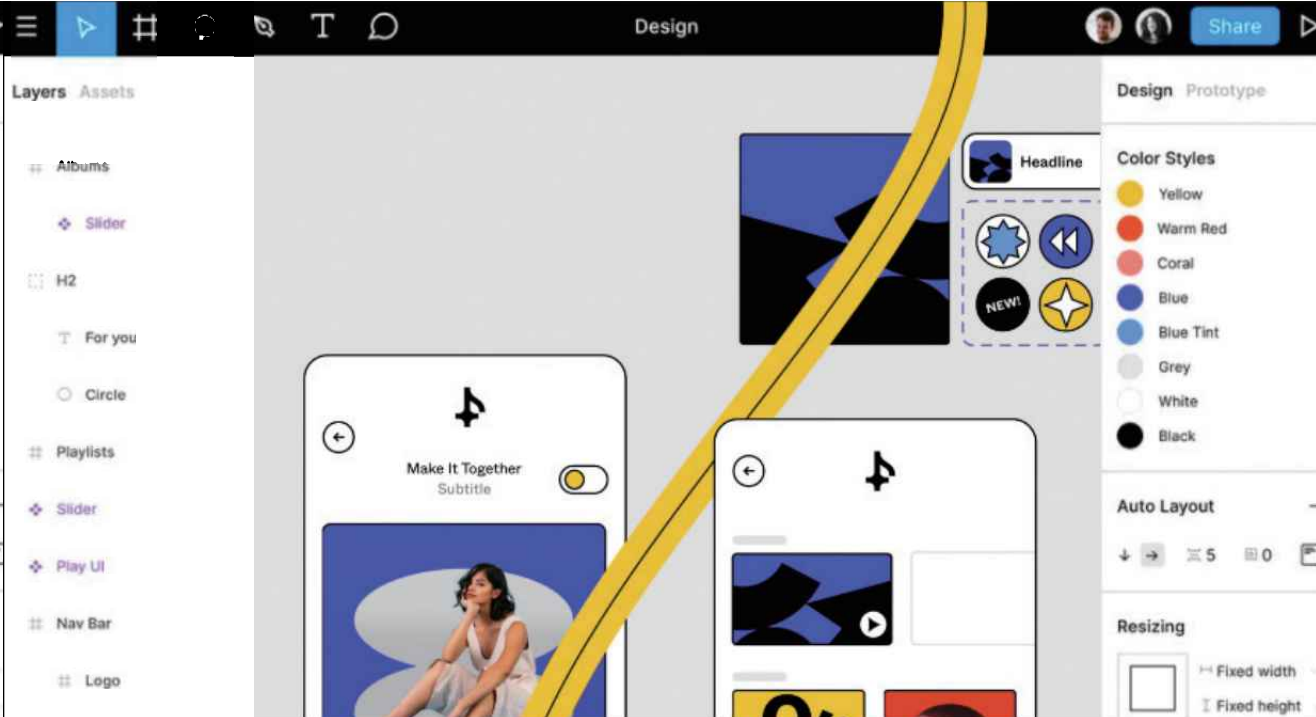 Design
Share
Layers Assets
Albums
Slider
H2
For you
Circle
Playlists
Slider
Play UI
Nav Bar
Logo
Headline
NEW!
Make It Together
Subtitle
Design Prototype
Color Styles
Yellow
Warm Red
Coral
Blue
Blue Tint
Grey
White
Black
Auto Layout
5 0
Resizing
Fixed width
Fixed height